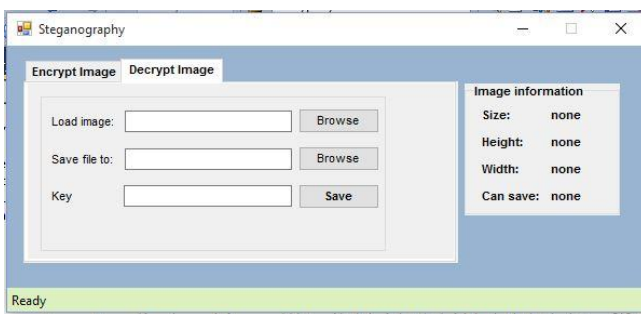 Steganography
Encrypt Image Decrypt Image
Load image: Browse
Save file to: Browse
Key Save
Image information
Size: none
Height: none
Width: none
Can save: none
Ready